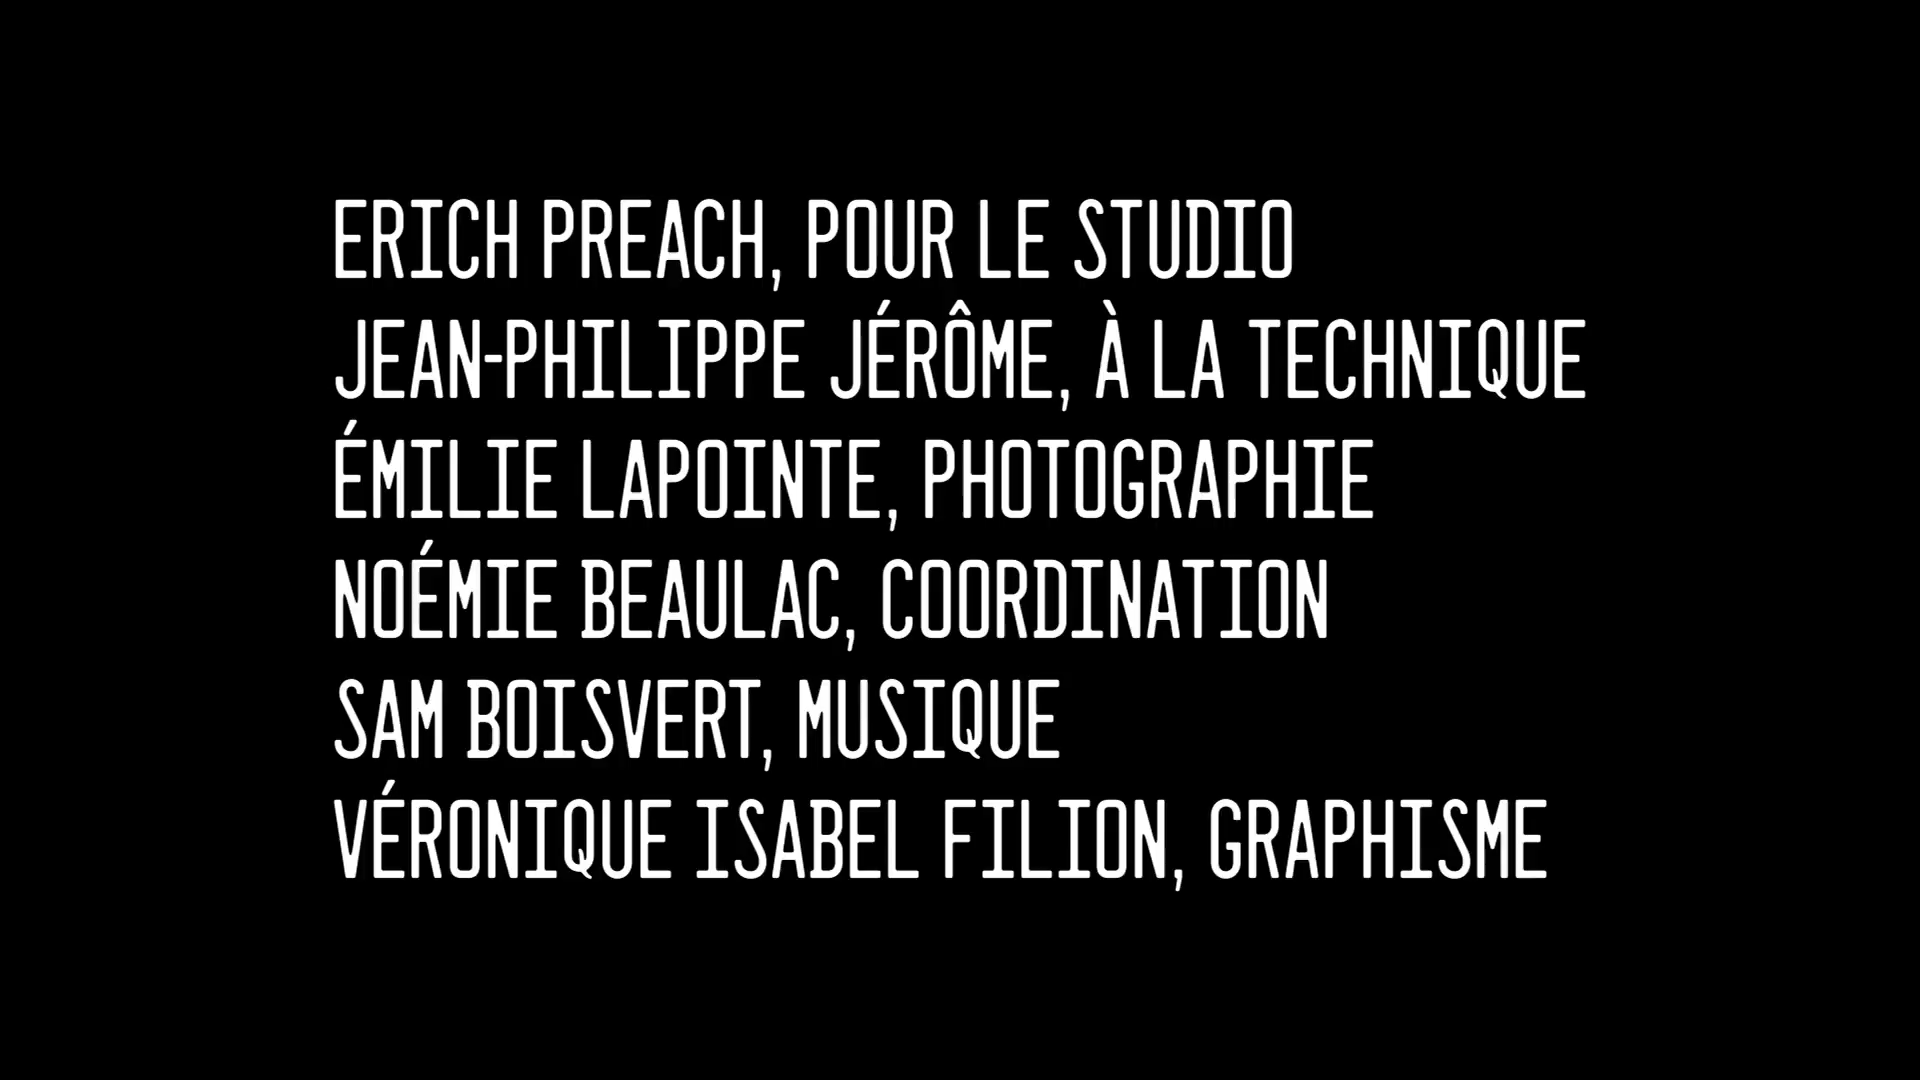 ERICH PREACH, POUR LE STUDIO
JEAN-PHILIPPE JÉRÔME, À LA TECHNIQUE
ÉMILIE LAPOINTE, PHOTOGRAPHIE
NOÉMIE BEAULAC, COORDINATION
SAM BOISVERT, MUSIQUE
VÉRONIQUE ISABEL FILION, GRAPHISME